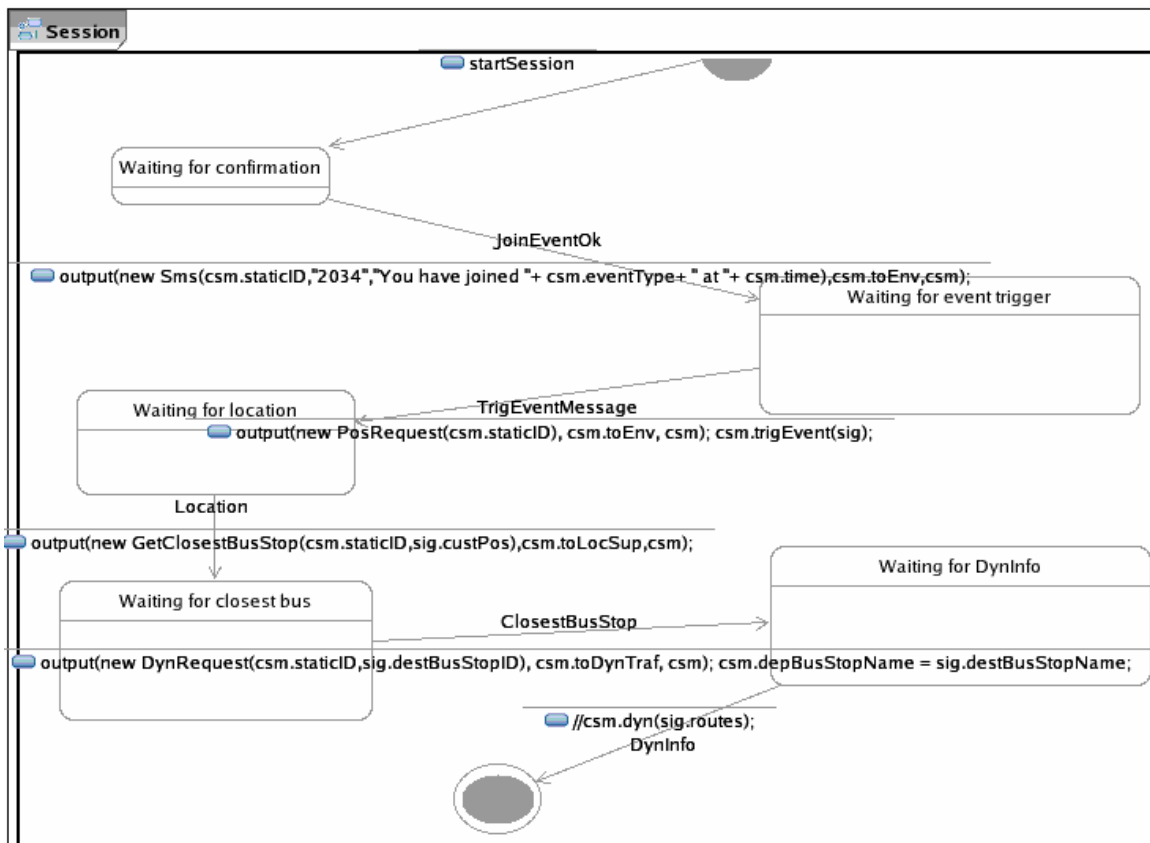 Session
startSession
Waiting for confirmation
JoinEventOk
output(new Sms(csm.staticID,"2034","You have joined "+ csm.eventType+ " at "+ csm.time),csm.toEnv,csm);
Waiting for event trigger
Waiting for location
TrigEventMessage
output(new PosRequest(csm.staticID), csm.toEnv, csm); csm.trigEvent(sig);
Location
output(new GetClosestBusStop(csm.staticID,sig.custPos),csm.toLocSup,csm);
Waiting for DynInfo
Waiting for closest bus
ClosestBusStop
output(new DynRequest(csm.staticID,sig.destBusStopID), csm.toDynTraf, csm); csm.depBusStopName = sig.destBusStopName;
//csm.dyn(sig.routes);
DynInfo